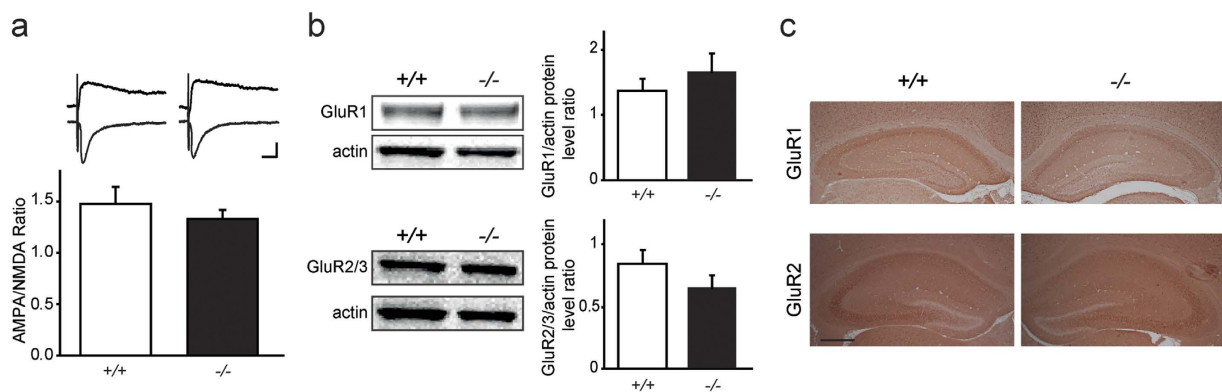 a
AMPA/NMDA Ratio
1.5
1.0
1.5
0.0
+/+
-/-
b
+/+
-/-
GluR1
actin
GluR1/actin protein
level ratio
2
1
0
+/+
-/-
+/+
-/-
GluR2/3
actin
GluR2/3/actin protein
level ratio
1
0.5
0
+/+
-/-
c
+/+
-/-
GluR1
GluR2